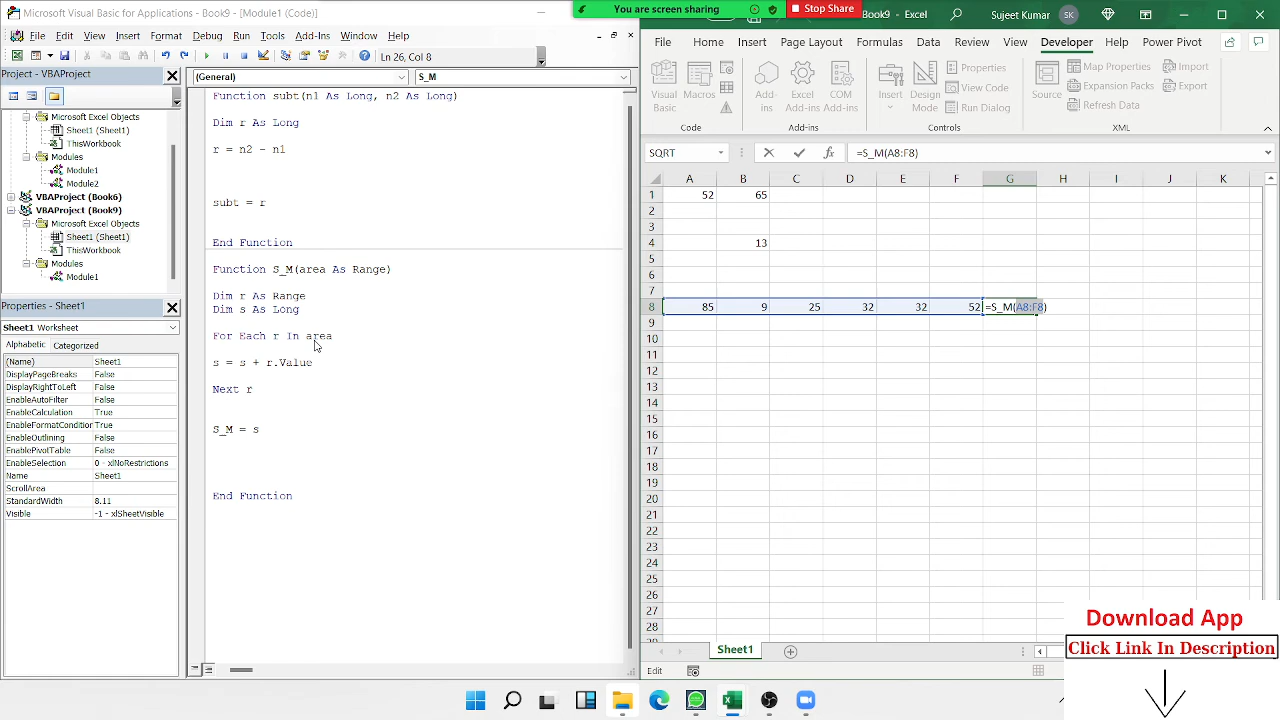 Microsoft Visual Basic for Applications - Book9 - [Module1 (Code)]
You are screen sharing
Stop Share
Book9 - Excel
Sujeet Kumar
SK
File Edit View Insert Format Debug Run Tools Add-Ins Window Help
File Home Insert Page Layout Formulas Data Review View Developer Help Power Pivot
Ln 26, Col 8
Visual Basic
Macros
Code
Add-ins
Excel Add-ins
COM Add-ins
Add-ins
Insert
Design Mode
Properties
View Code
Run Dialog
Controls
Source
Map Properties
Expansion Packs
Refresh Data
Import
Export
XML
Project - VBAProject
Microsoft Excel Objects
Sheet1 (Sheet1)
ThisWorkbook
Modules
Module1
Module2
VBAProject (Book6)
VBAProject (Book9)
Microsoft Excel Objects
Sheet1 (Sheet1)
ThisWorkbook
Modules
Module1
Properties - Sheet1
Sheet1 Worksheet
Alphabetic Categorized
(Name) Sheet1
DisplayPageBreaks False
DisplayRightToLeft False
EnableAutoFilter False
EnableCalculation True
EnableFormatCondition True
EnableOutlining False
EnablePivotTable False
EnableSelection 0 - xlNoRestrictions
Name Sheet1
ScrollArea
StandardWidth 8.11
Visible -1 - xlSheetVisible
(General)
S_M
Function subt(n1 As Long, n2 As Long)
Dim r As Long
r = n2 - n1
subt = r
End Function
Function S_M(area As Range)
Dim r As Range
Dim s As Long
For Each r In area
s = s + r.Value
Next r
S_M = s
End Function
SQRT
fx
=S_M(A8:F8)
A B C D E F G H I J K
1 52 65
2
3
4 13
5
6
7
8 85 9 25 32 32 52 =S_M(A8:F8)
9
10
11
12
13
14
15
16
17
18
19
20
21
22
23
24
25
26
27
28
Sheet1
Edit
Download App
Click Link In Description